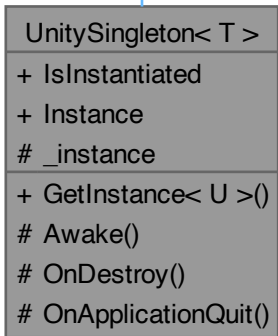 UnitySingleton< T >
+ IsInstantiated
+ Instance
# _instance
+ GetInstance< U >()
# Awake()
# OnDestroy()
# OnApplicationQuit()